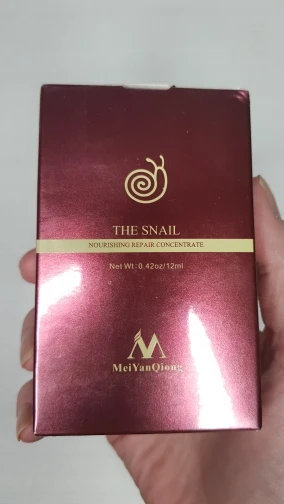 THE SNAIL
NOURISHING REPAIR CONCENTRATE
Net Wt:0.42oz/12ml
MeiYanQiong